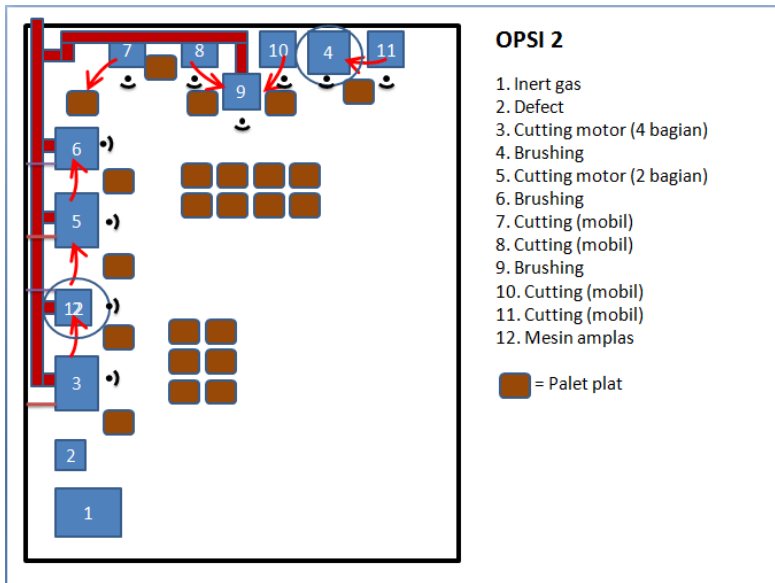 OPSI 2
1. Inert gas
2. Defect
3. Cutting motor (4 bagian)
4. Brushing
5. Cutting motor (2 bagian)
6. Brushing
7. Cutting (mobil)
8. Cutting (mobil)
9. Brushing
10. Cutting (mobil)
11. Cutting (mobil)
12. Mesin amplas
= Palet plat
7
8
10
4
11
9
6
5
12
3
2
1